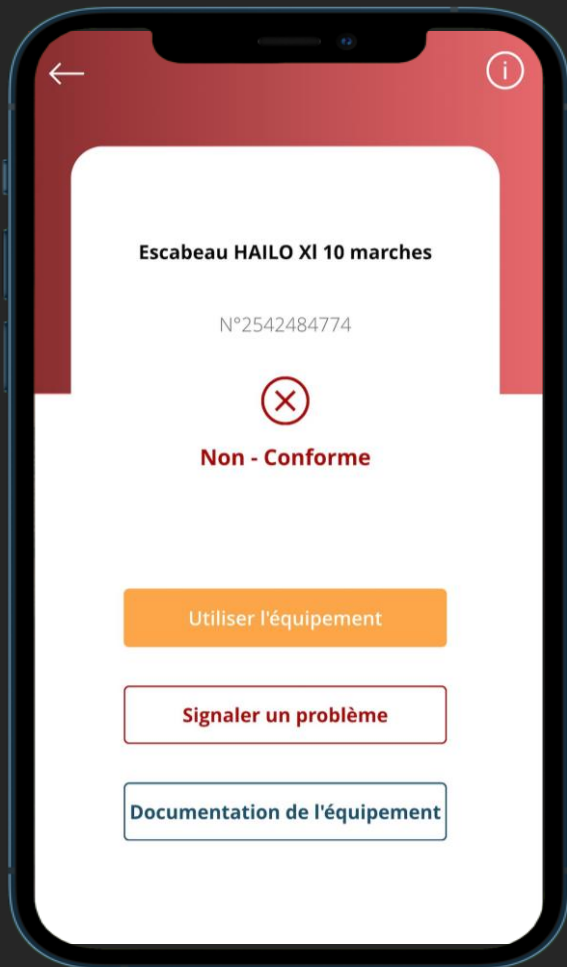 Escabeau HAILO Xl 10 marches
N°2542484774
Non - Conforme
Utiliser l'équipement
Signaler un problème
Documentation de l'équipement